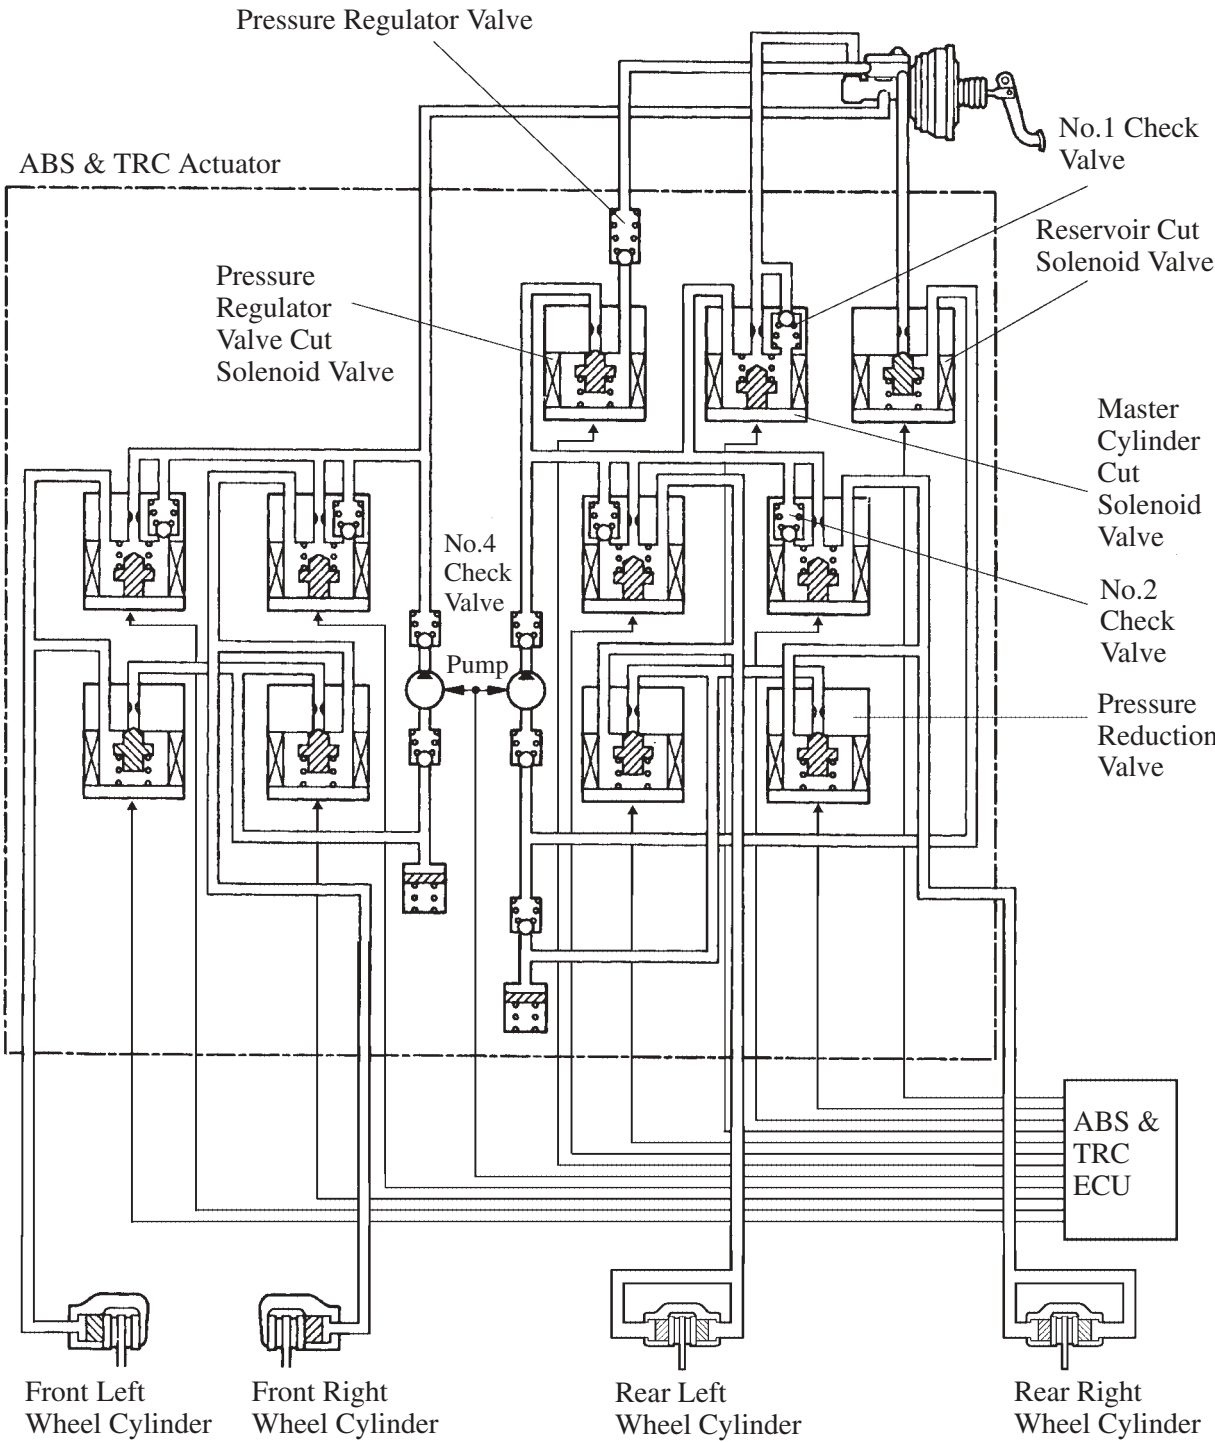 Pressure Regulator Valve
No.1 Check
Valve
ABS & TRC Actuator
Reservoir Cut
Solenoid Valve
Pressure
Regulator
Valve Cut
Solenoid Valve
Master
Cylinder
Cut
Solenoid
Valve
No.4
Check
Valve
No.2
Check
Valve
Pump
Pressure
Reduction
Valve
ABS &
TRC
ECU
Front Left
Wheel Cylinder
Front Right
Wheel Cylinder
Rear Left
Wheel Cylinder
Rear Right
Wheel Cylinder